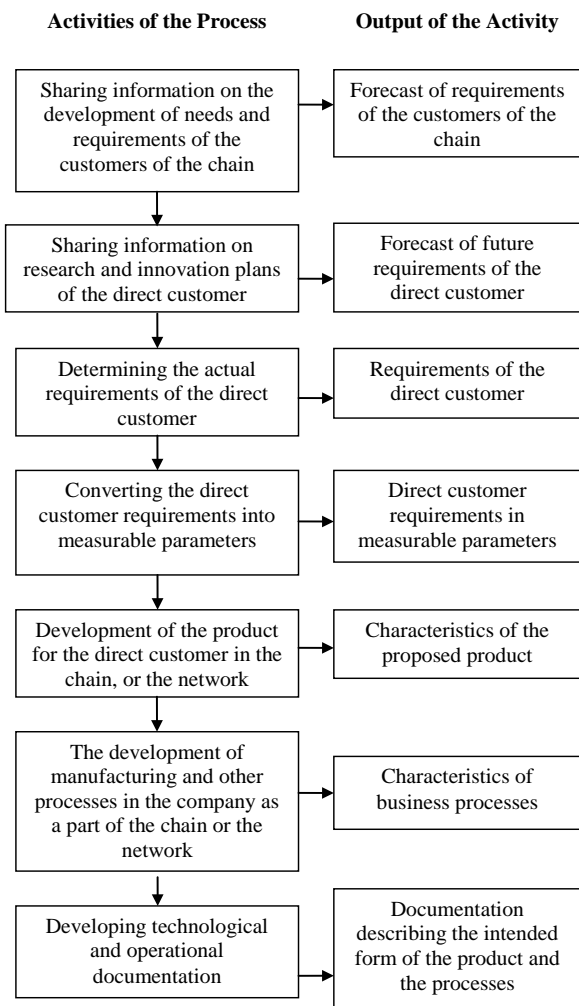 Activities of the Process
Output of the Activity
Sharing information on the
development of needs and
requirements of the
customers of the chain
Forecast of requirements
of the customers of the
chain
Sharing information on
research and innovation plans
of the direct customer
Forecast of future
requirements of the
direct customer
Determining the actual
requirements of the direct
customer
Requirements of the
direct customer
Converting the direct
customer requirements into
measurable parameters
Direct customer
requirements in
measurable parameters
Development of the product
for the direct customer in the
chain, or the network
Characteristics of the
proposed product
The development of
manufacturing and other
processes in the company as
a part of the chain or the
network
Characteristics of
business processes
Developing technological
and operational
documentation
Documentation
describing the intended
form of the product and
the processes